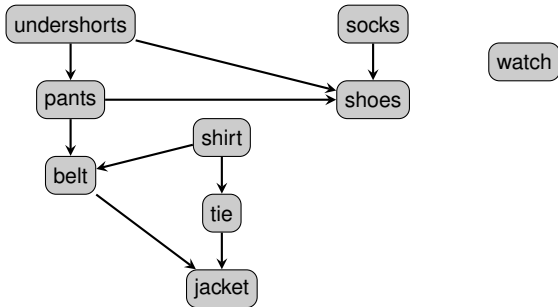 undershorts
socks
watch
pants
shoes
shirt
belt
tie
jacket